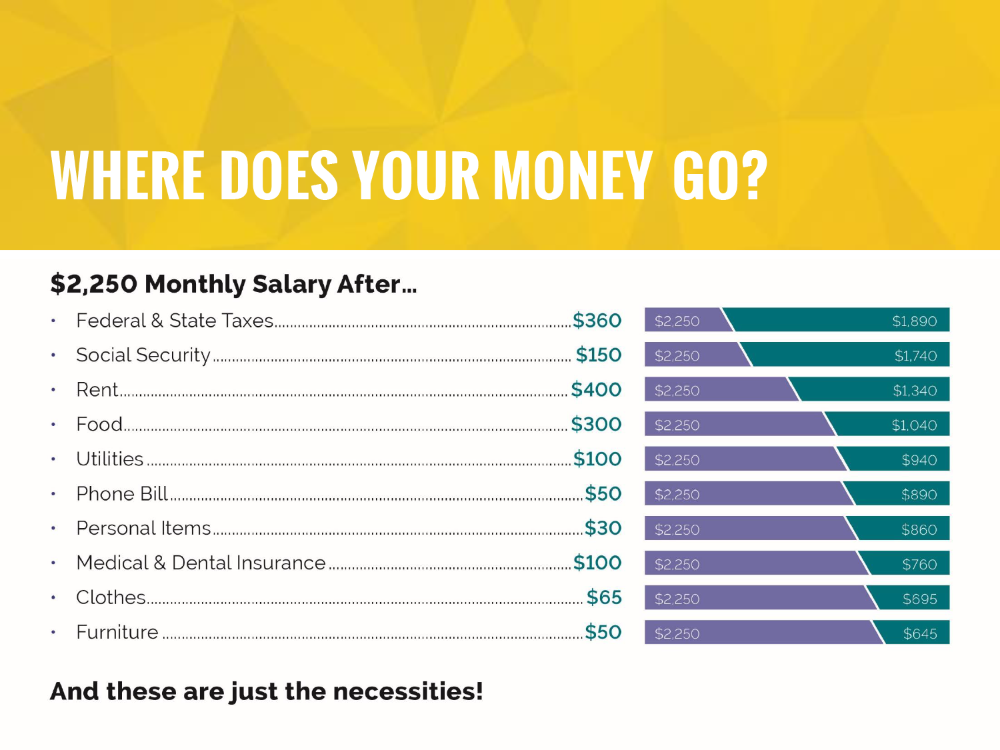 WHERE DOES YOUR MONEY GO?
$2,250 Monthly Salary After...
• Federal & State Taxes $360 $2,250 $1,890
• Social Security $150 $2,250 $1,740
• Rent $400 $2,250 $1,340
• Food $300 $2,250 $1,040
• Utilities $100 $2,250 $940
• Phone Bill $50 $2,250 $890
• Personal Items $30 $2,250 $860
• Medical & Dental Insurance $100 $2,250 $760
• Clothes $65 $2,250 $695
• Furniture $50 $2,250 $645
And these are just the necessities!